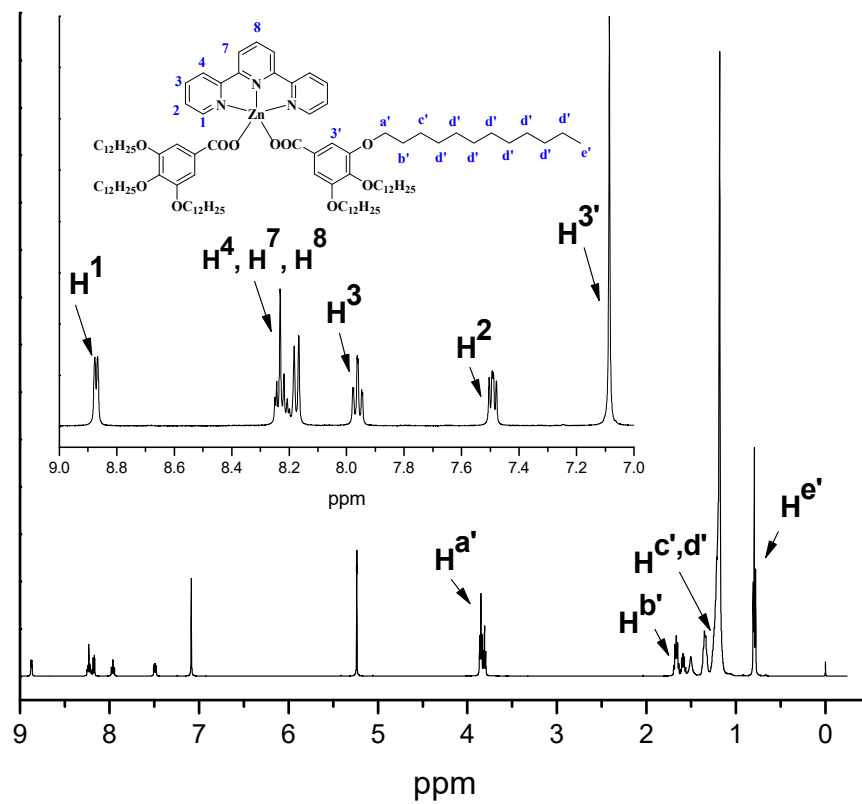 8
7
4
3
N
2
N
N
1
Zn
a' c' d' d' d' d' d'
C₁₂H₂₅O COO OOC 3' O
b' d' d' d' d' d' e'
C₁₂H₂₅O OC₁₂H₂₅
OC₁₂H₂₅ OC₁₂H₂₅
H¹
H⁴, H⁷, H⁸
H³
H²
H³'
9.0 8.8 8.6 8.4 8.2 8.0 7.8 7.6 7.4 7.2 7.0
ppm
Hᵃ'
Hᵇ'
Hᶜ'ᐟᵈ'
Hᵉ'
9 8 7 6 5 4 3 2 1 0
ppm